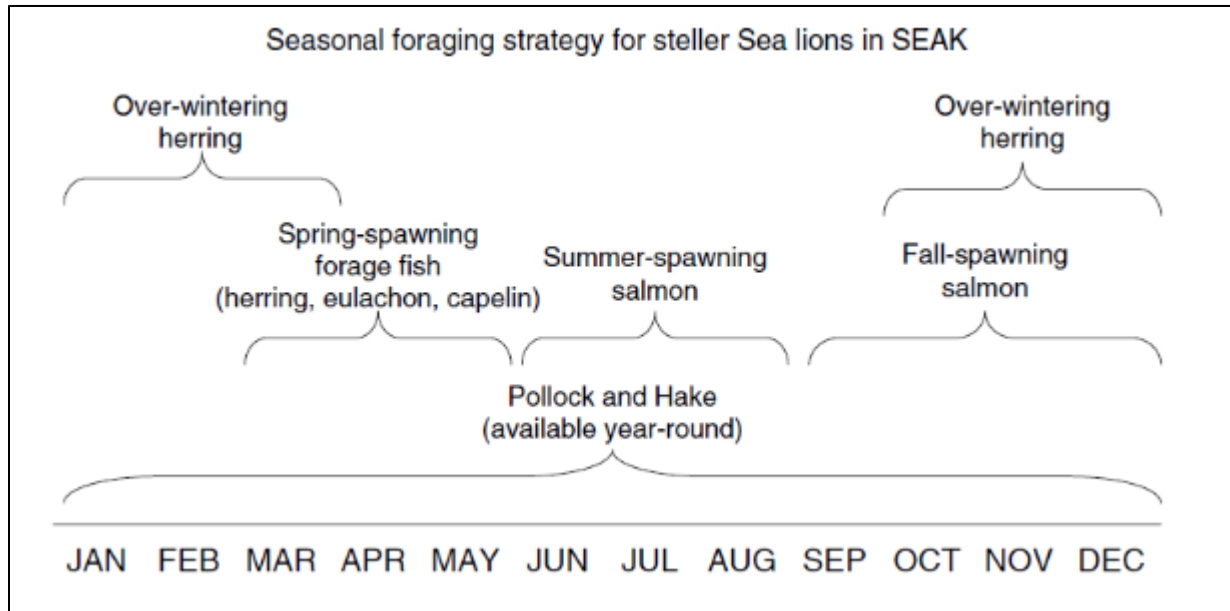 Seasonal foraging strategy for steller Sea lions in SEAK
Over-wintering
herring
Over-wintering
herring
Spring-spawning
forage fish
(herring, eulachon, capelin)
Summer-spawning
salmon
Fall-spawning
salmon
Pollock and Hake
(available year-round)
JAN FEB MAR APR MAY JUN JUL AUG SEP OCT NOV DEC